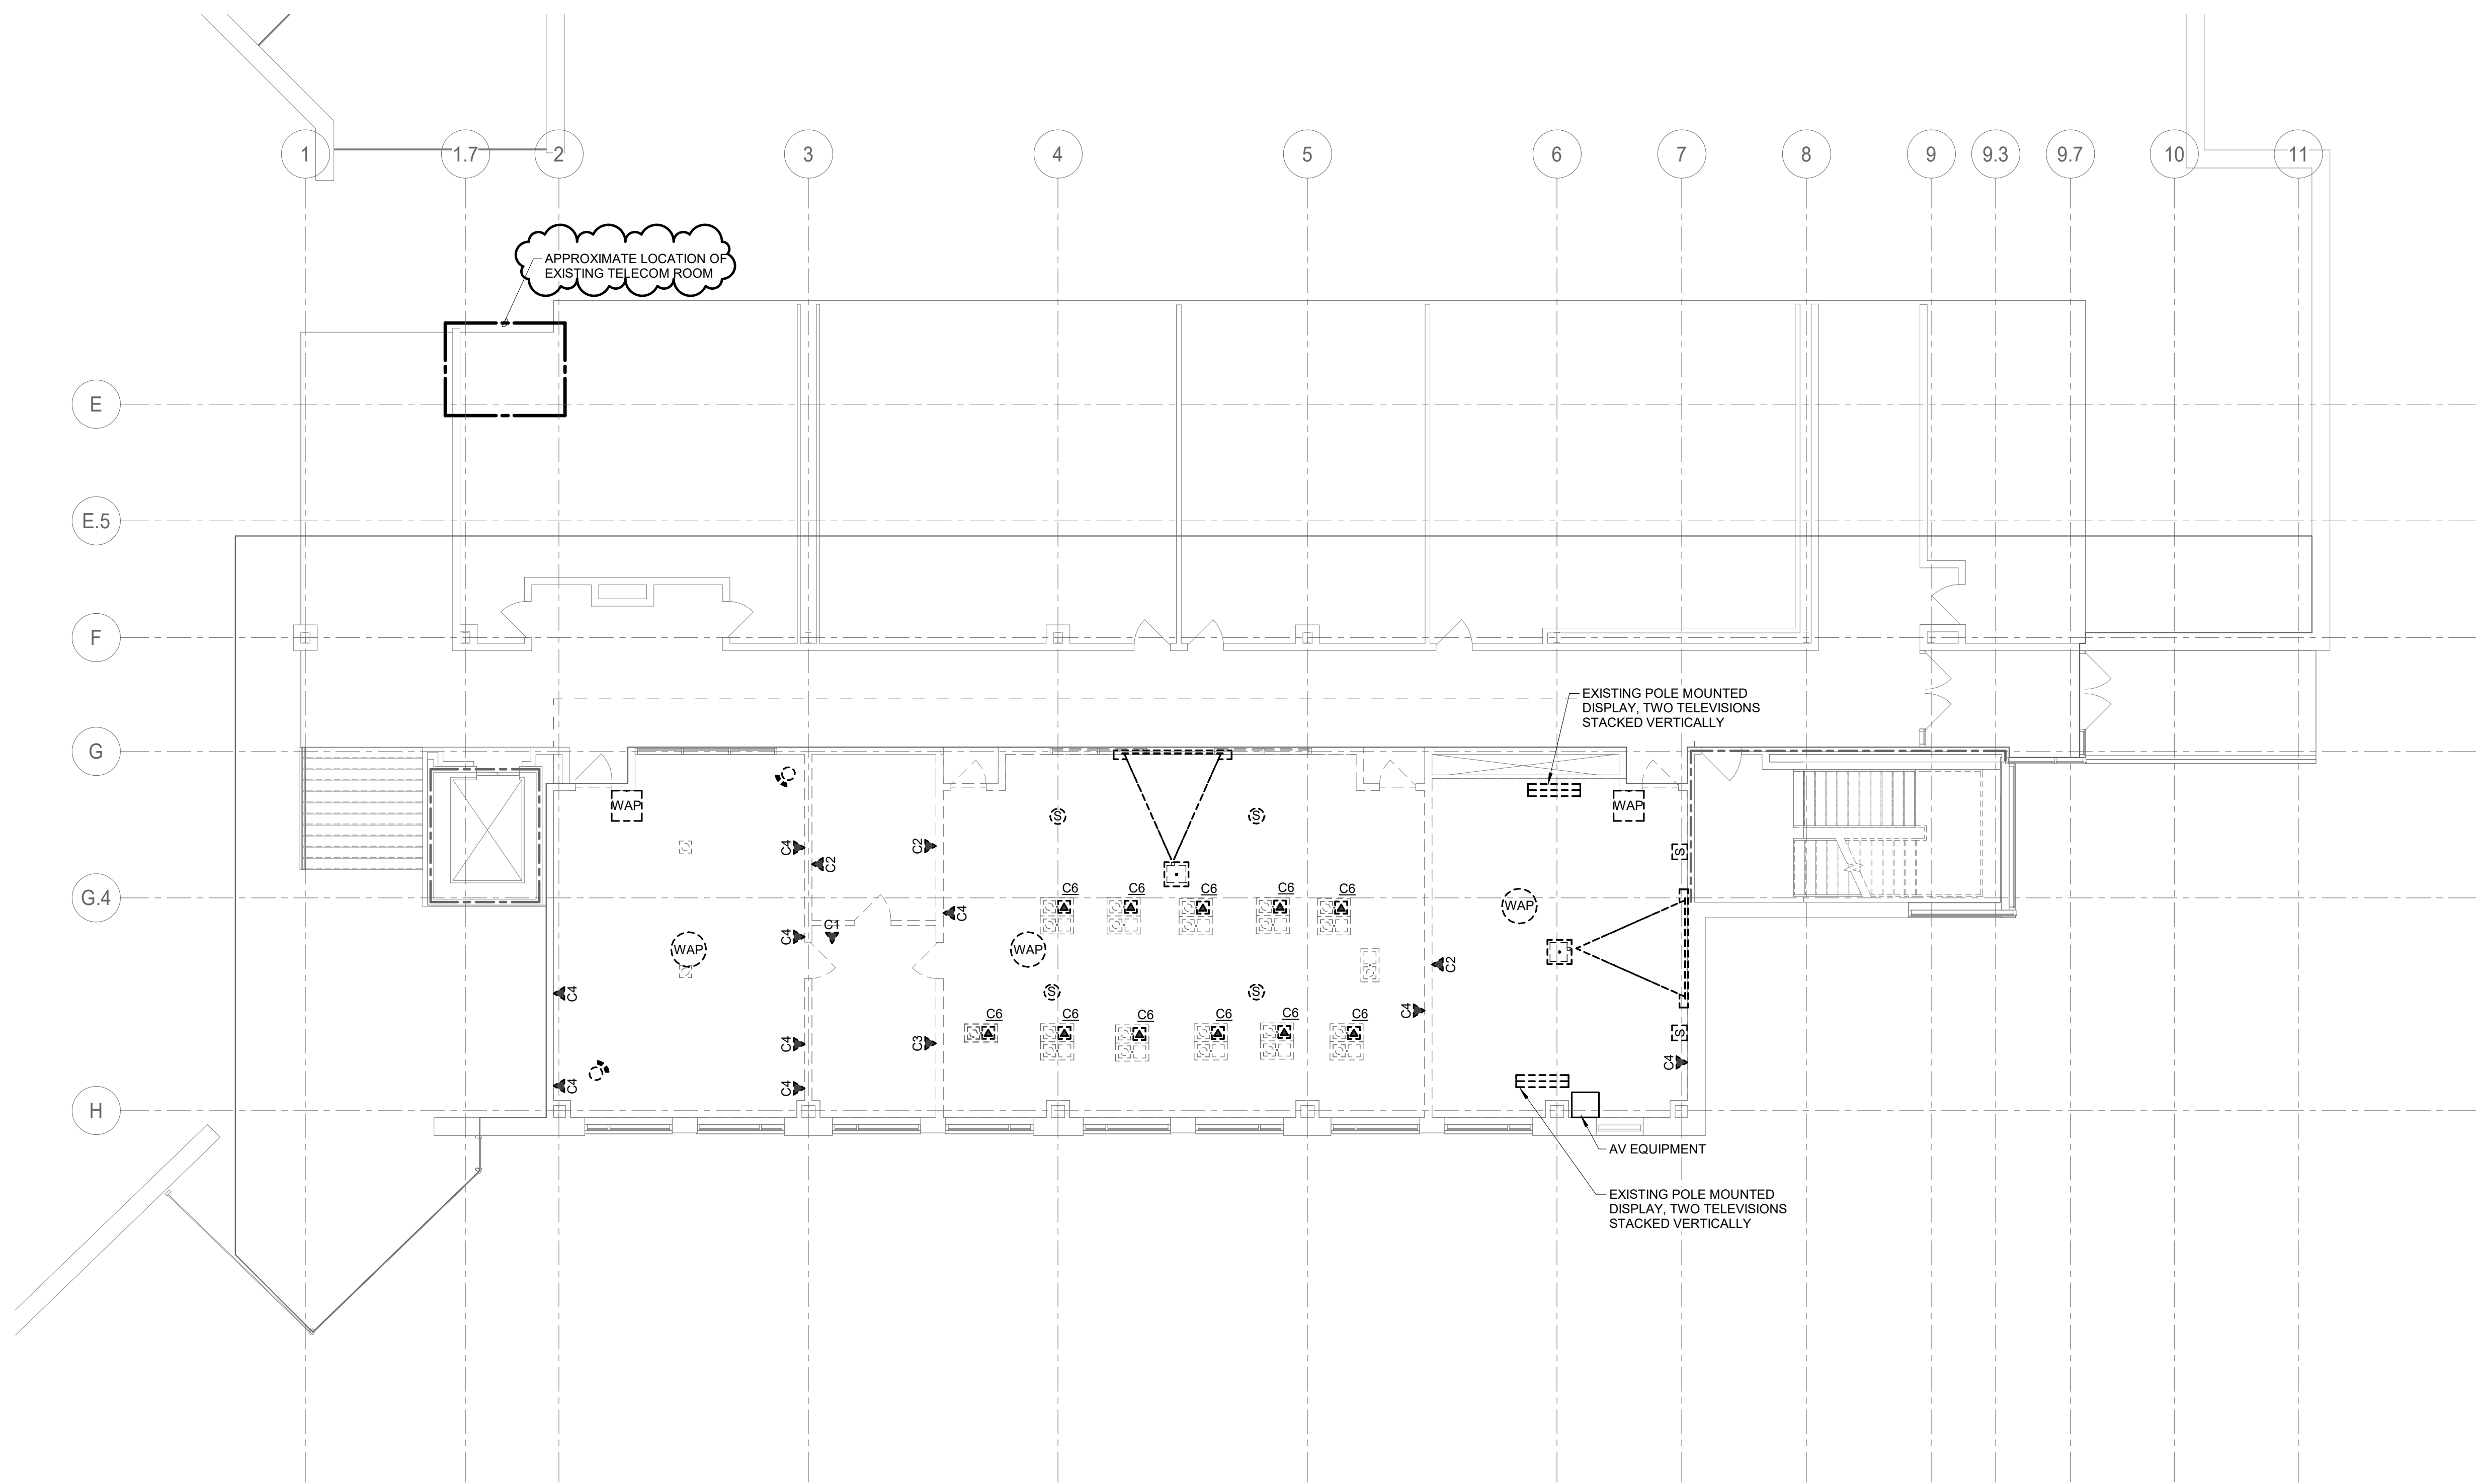 1
1.7
2
3
4
5
6
7
8
9
9.3
9.7
10
11
APPROXIMATE LOCATION OF
EXISTING TELECOM ROOM
E
E.5
F
EXISTING POLE MOUNTED
DISPLAY, TWO TELEVISIONS
STACKED VERTICALLY
G
WAP
WAP
S
S
C4
C2
C2
S
G.4
C6
C6
C6
C6
C6
WAP
C4
C1
C4
WAP
WAP
C2
C4
S
S
C4
C6
C6
C6
C6
C6
C6
S
C4
C3
C4
C4
C4
H
AV EQUIPMENT
EXISTING POLE MOUNTED
DISPLAY, TWO TELEVISIONS
STACKED VERTICALLY